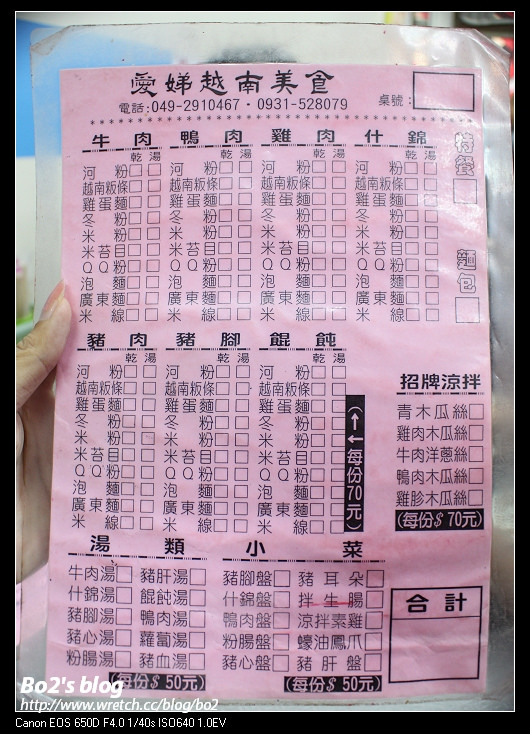 愛娣越南美食
電話:049-2910467・0931-528079
桌號:
牛肉 鴨肉 雞肉 什錦
乾 湯 乾 湯 乾 湯 乾 湯
河粉 河粉 河粉 河粉
越南粄條 越南粄條 越南粄條 越南粄條
雞蛋麵 雞蛋麵 雞蛋麵 雞蛋麵
冬粉 冬粉 冬粉 冬粉
米粉 米粉 米粉 米粉
米苔目 米苔目 米苔目 米苔目
QQ粉 QQ粉 QQ粉 QQ粉
泡麵 泡麵 泡麵 泡麵
廣東麵 廣東麵 廣東麵 廣東麵
米線 米線 米線 米線
特餐
麵包
豬肉 豬腳 餛飩
乾 湯 乾 湯 乾 湯
河粉 河粉 河粉
越南粄條 越南粄條 越南粄條
雞蛋麵 雞蛋麵 雞蛋麵
冬粉 冬粉 冬粉
米粉 米粉 米粉
米苔目 米苔目 米苔目
QQ粉 QQ粉 QQ粉
泡麵 泡麵 泡麵
廣東麵 廣東麵 廣東麵
米線 米線 米線
(↑←每份70元)
招牌涼拌
青木瓜絲
雞肉木瓜絲
牛肉洋蔥絲
鴨肉木瓜絲
雞胗木瓜絲
(每份$70元)
湯類 小菜
牛肉湯 豬肝湯 豬腳盤 豬耳朵
什錦湯 餛飩湯 什錦盤 拌生腸
豬腳湯 鴨肉湯 鴨肉盤 涼拌素雞
豬心湯 蘿蔔湯 粉腸盤 蠔油鳳爪
粉腸湯 豬血湯 豬心盤 豬肝盤
(每份$50元) (每份$50元)
合計
Bo2's blog
http://www.wretch.cc/blog/bo2
Canon EOS 650D F4.0 1/40s ISO640 1.0EV